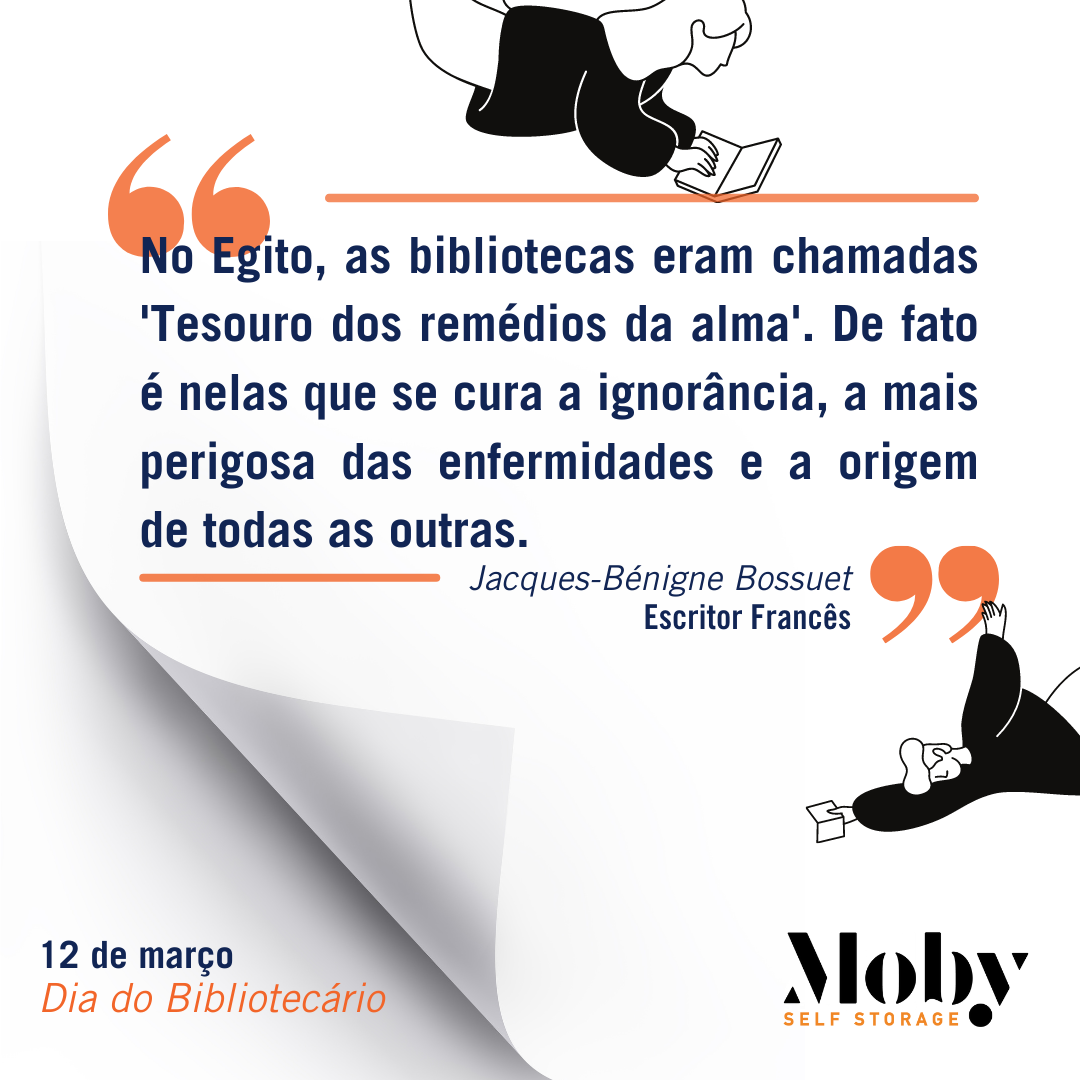 No Egito, as bibliotecas eram chamadas
'Tesouro dos remédios da alma'. De fato
é nelas que se cura a ignorância, a mais
perigosa das enfermidades e a origem
de todas as outras.
Jacques-Bénigne Bossuet
Escritor Francês
12 de março
Dia do Bibliotecário
Moby
SELF STORAGE